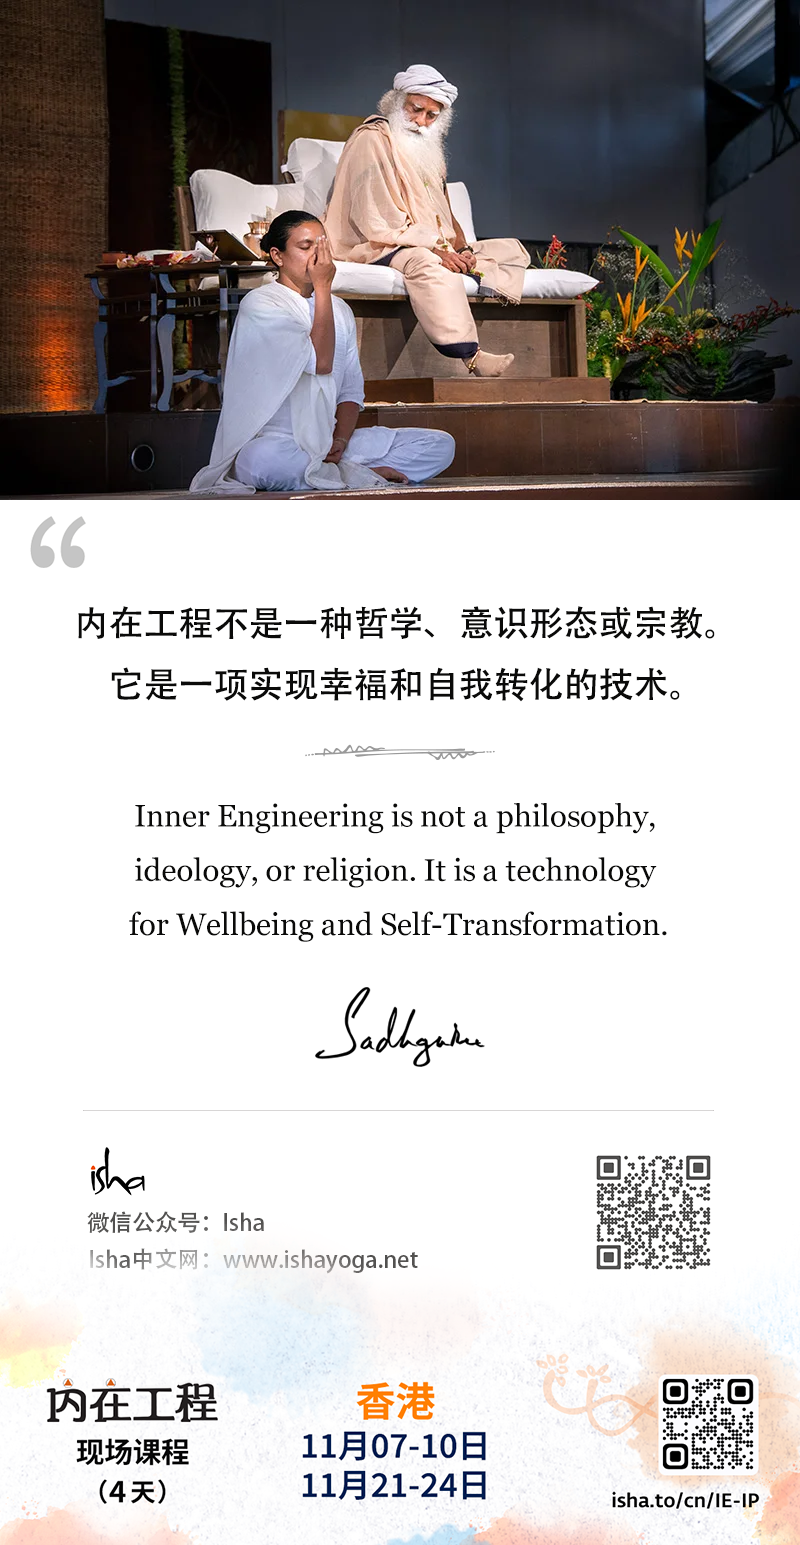 “
内在工程不是一种哲学、意识形态或宗教。
它是一项实现幸福和自我转化的技术。
Inner Engineering is not a philosophy,
ideology, or religion. It is a technology
for Wellbeing and Self-Transformation.
Sadhguru
isha
微信公众号：Isha
Isha中文网：www.ishayoga.net
内在工程
现场课程
（4天）
香港
11月07-10日
11月21-24日
isha.to/cn/IE-IP